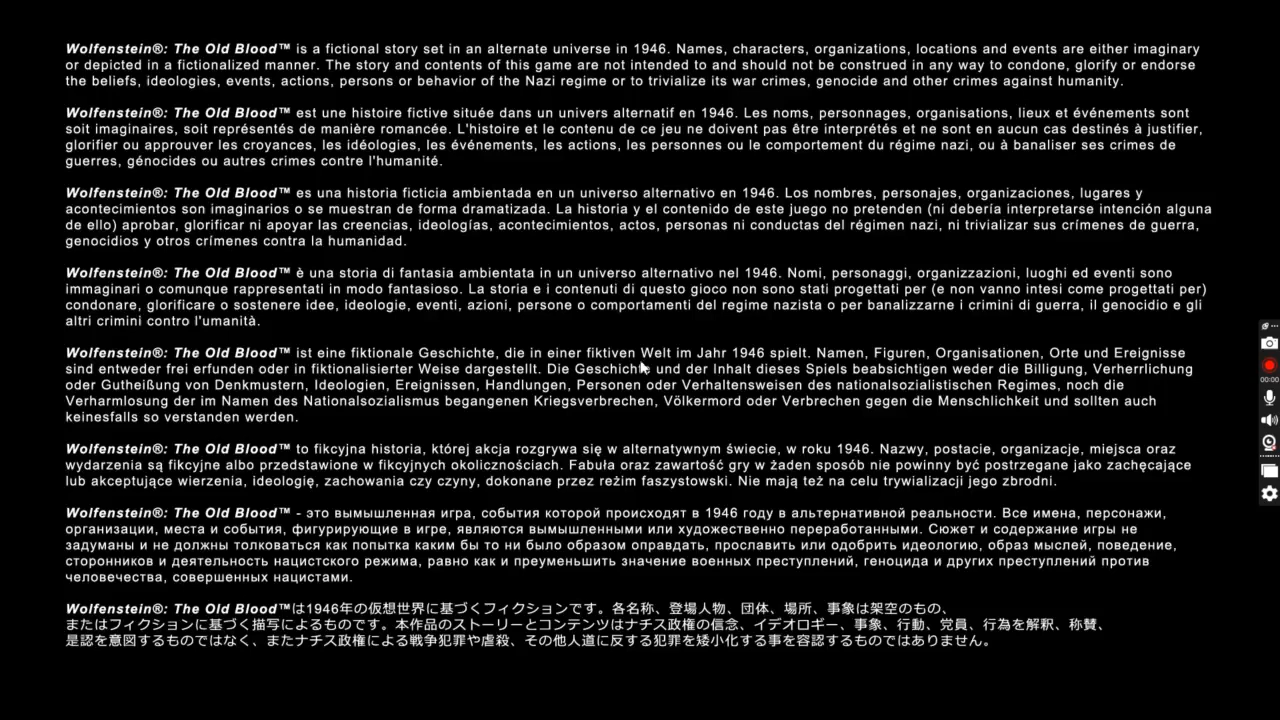 Wolfenstein®: The Old Blood™ is a fictional story set in an alternate universe in 1946. Names, characters, organizations, locations and events are either imaginary
or depicted in a fictionalized manner. The story and contents of this game are not intended to and should not be construed in any way to condone, glorify or endorse
the beliefs, ideologies, events, actions, persons or behavior of the Nazi regime or to trivialize its war crimes, genocide and other crimes against humanity.
Wolfenstein®: The Old Blood™ est une histoire fictive située dans un univers alternatif en 1946. Les noms, personnages, organisations, lieux et événements sont
soit imaginaires, soit représentés de manière romancée. L'histoire et le contenu de ce jeu ne doivent pas être interprétés et ne sont en aucun cas destinés à justifier,
glorifier ou approuver les croyances, les idéologies, les événements, les actions, les personnes ou le comportement du régime nazi, ou à banaliser ses crimes de
guerres, génocides ou autres crimes contre l'humanité.
Wolfenstein®: The Old Blood™ es una historia ficticia ambientada en un universo alternativo en 1946. Los nombres, personajes, organizaciones, lugares y
acontecimientos son imaginarios o se muestran de forma dramatizada. La historia y el contenido de este juego no pretenden (ni debería interpretarse intención alguna
de ello) aprobar, glorificar ni apoyar las creencias, ideologías, acontecimientos, actos, personas ni conductas del régimen nazi, ni trivializar sus crímenes de guerra,
genocidios y otros crímenes contra la humanidad.
Wolfenstein®: The Old Blood™ è una storia di fantasia ambientata in un universo alternativo nel 1946. Nomi, personaggi, organizzazioni, luoghi ed eventi sono
immaginari o comunque rappresentati in modo fantasioso. La storia e i contenuti di questo gioco non sono stati progettati per (e non vanno intesi come progettati per)
condonare, glorificare o sostenere idee, ideologie, eventi, azioni, persone o comportamenti del regime nazista o per banalizzarne i crimini di guerra, il genocidio e gli
altri crimini contro l'umanità.
Wolfenstein®: The Old Blood™ ist eine fiktionale Geschichte, die in einer fiktiven Welt im Jahr 1946 spielt. Namen, Figuren, Organisationen, Orte und Ereignisse
sind entweder frei erfunden oder in fiktionalisierter Weise dargestellt. Die Geschichte und der Inhalt dieses Spiels beabsichtigen weder die Billigung, Verherrlichung
oder Gutheißung von Denkmustern, Ideologien, Ereignissen, Handlungen, Personen oder Verhaltensweisen des nationalsozialistischen Regimes, noch die
Verharmlosung der im Namen des Nationalsozialismus begangenen Kriegsverbrechen, Völkermord oder Verbrechen gegen die Menschlichkeit und sollten auch
keinesfalls so verstanden werden.
Wolfenstein®: The Old Blood™ to fikcyjna historia, której akcja rozgrywa się w alternatywnym świecie, w roku 1946. Nazwy, postacie, organizacje, miejsca oraz
wydarzenia są fikcyjne albo przedstawione w fikcyjnych okolicznościach. Fabuła oraz zawartość gry w żaden sposób nie powinny być postrzegane jako zachęcające
lub akceptujące wierzenia, ideologię, zachowania czy czyny, dokonane przez reżim faszystowski. Nie mają też na celu trywializacji jego zbrodni.
Wolfenstein®: The Old Blood™ - это вымышленная игра, события которой происходят в 1946 году в альтернативной реальности. Все имена, персонажи,
организации, места и события, фигурирующие в игре, являются вымышленными или художественно переработанными. Сюжет и содержание игры не
задуманы и не должны толковаться как попытка каким бы то ни было образом оправдать, прославить или одобрить идеологию, образ мыслей, поведение,
сторонников и деятельность нацистского режима, равно как и преуменьшить значение военных преступлений, геноцида и других преступлений против
человечества, совершенных нацистами.
Wolfenstein®: The Old Blood™は1946年の仮想世界に基づくフィクションです。各名称、登場人物、団体、場所、事象は架空のもの、
またはフィクションに基づく描写によるものです。本作品のストーリーとコンテンツはナチス政権の信念、イデオロギー、事象、行動、党員、行為を解釈、称賛、
是認を意図するものではなく、またナチス政権による戦争犯罪や虐殺、その他人道に反する犯罪を矮小化する事を容認するものではありません。
00:00